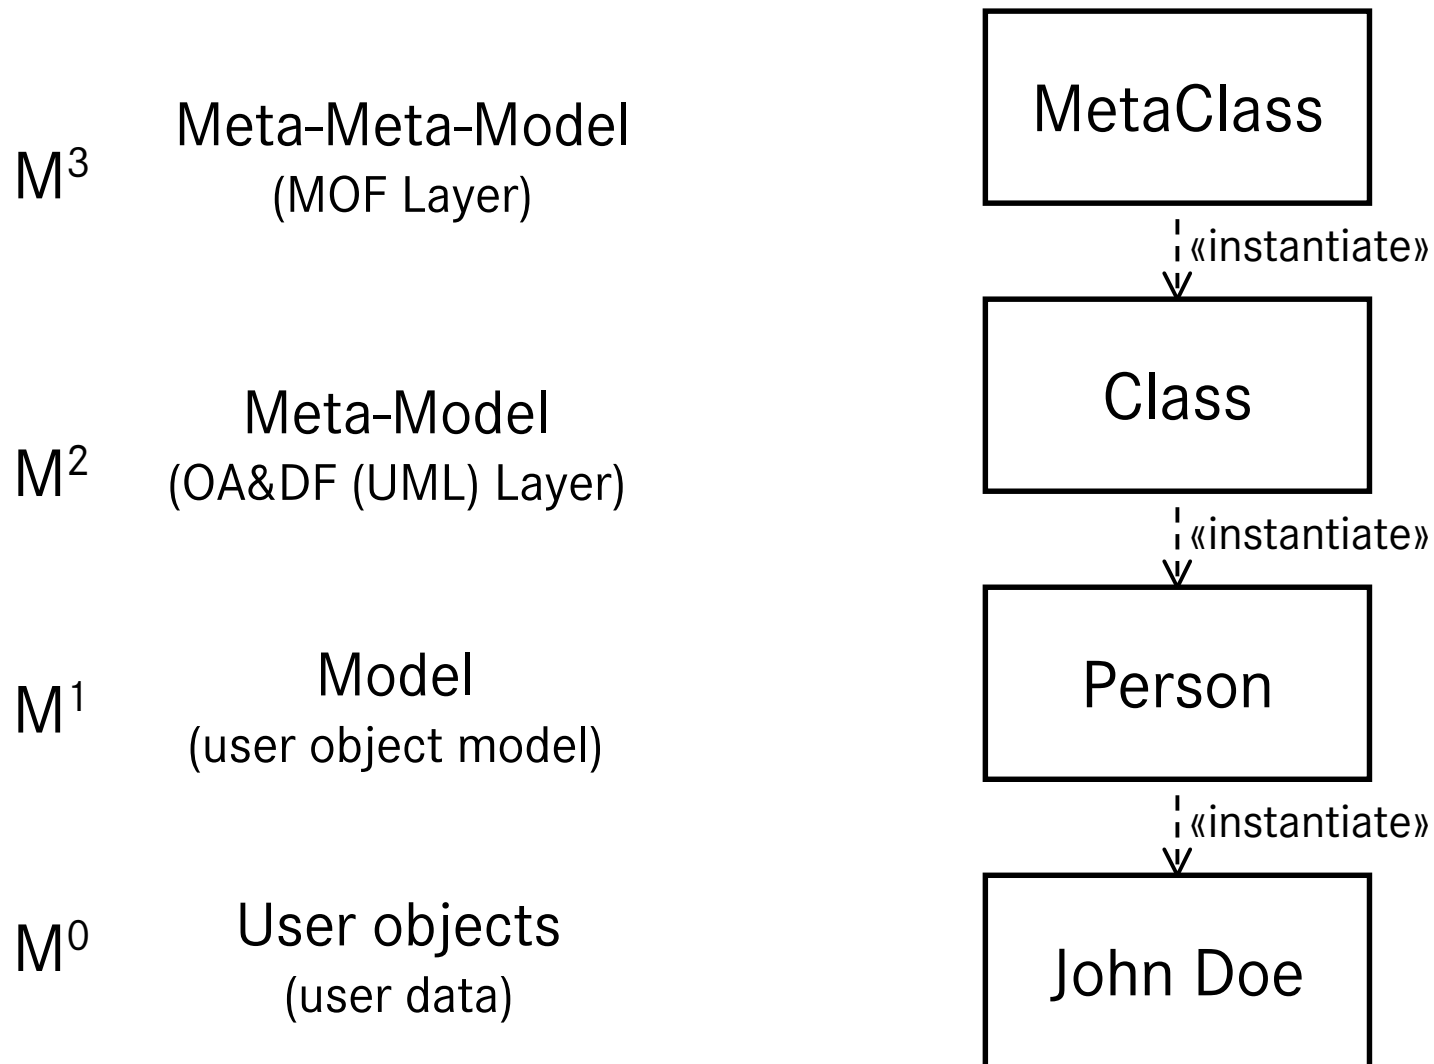 M³
Meta-Meta-Model
(MOF Layer)
MetaClass
«instantiate»
M²
Meta-Model
(OA&DF (UML) Layer)
Class
«instantiate»
M¹
Model
(user object model)
Person
«instantiate»
M⁰
User objects
(user data)
John Doe